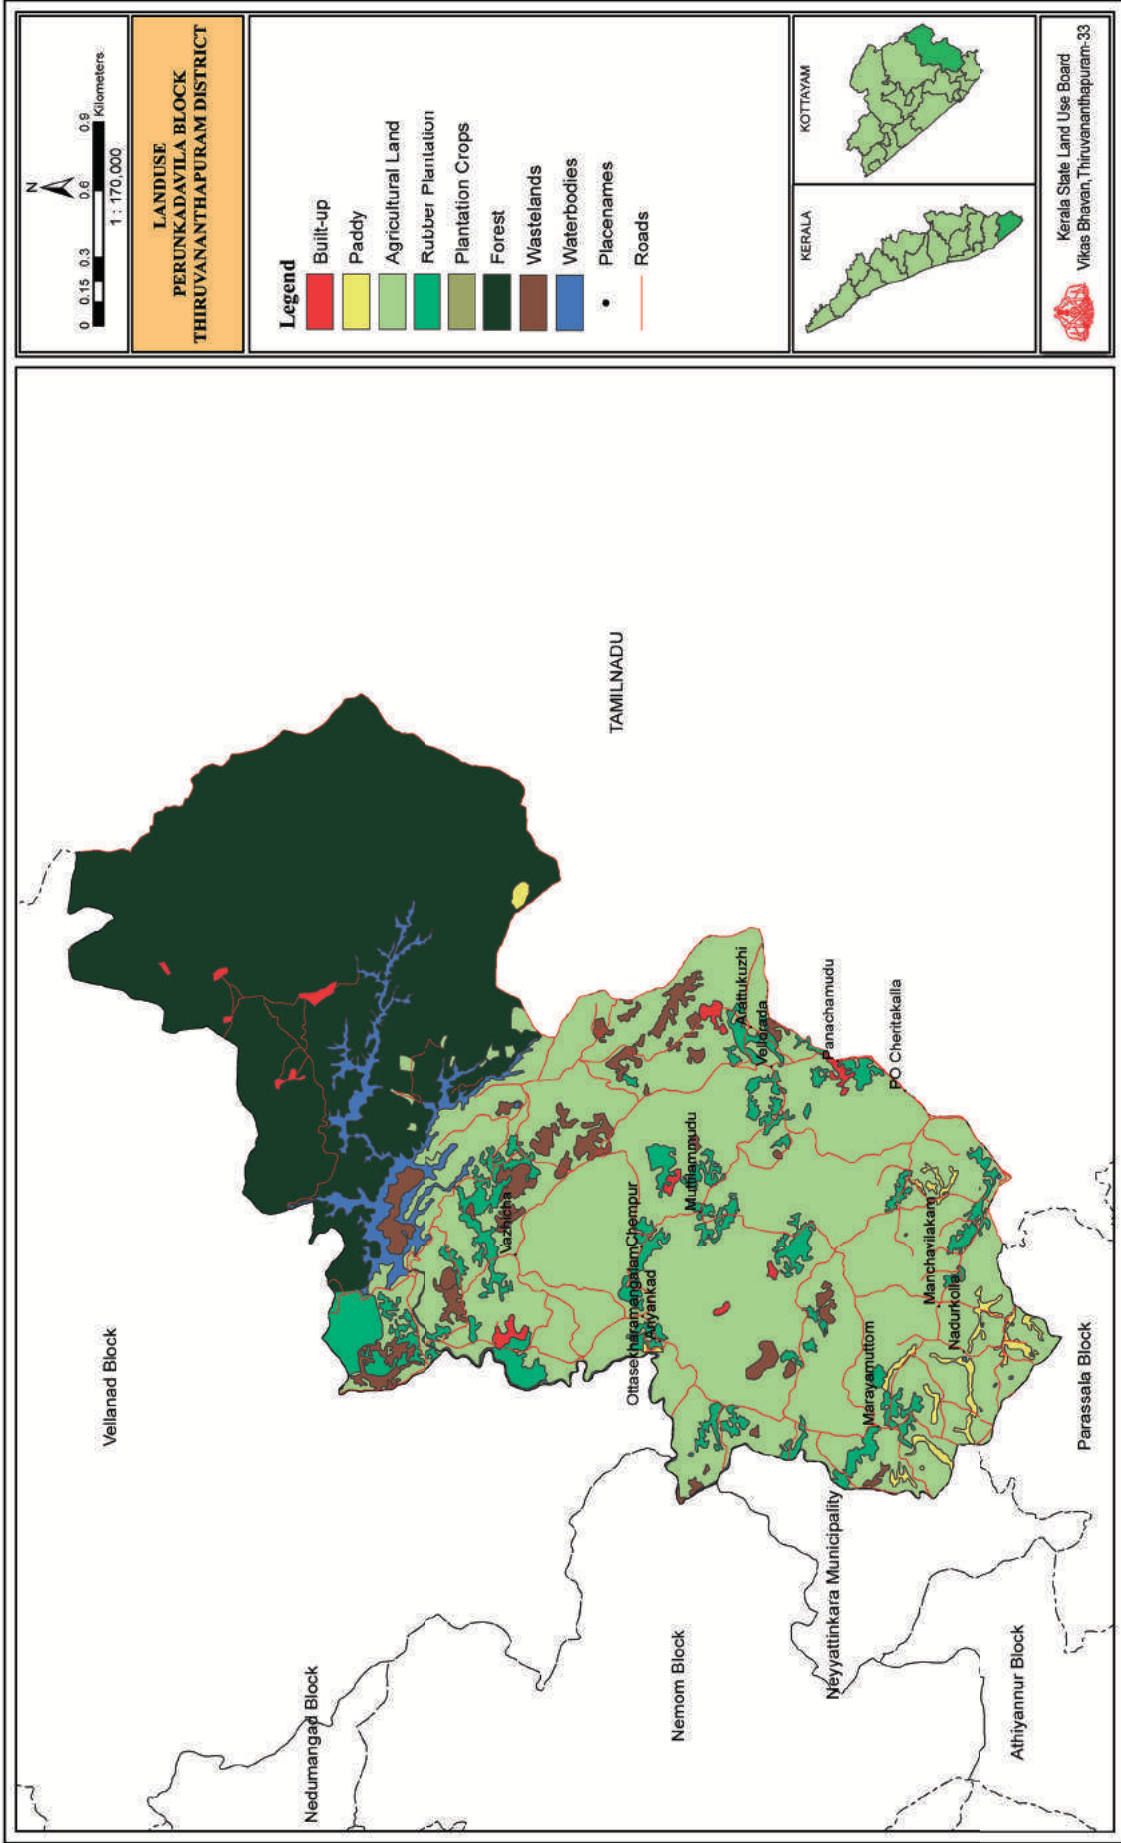 N
0 0.15 0.3 0.6 0.9
Kilometers
1 : 170,000
LANDUSE
PERUNKADAVILA BLOCK
THIRUVANANTHAPURAM DISTRICT
Legend
Built-up
Paddy
Agricultural Land
Rubber Plantation
Plantation Crops
Forest
Wastelands
Waterbodies
Placenames
Roads
KERALA
KOTTAYAM
Kerala State Land Use Board
Vikas Bhavan, Thiruvananthapuram-33
Vellanad Block
Nedumangad Block
TAMILNADU
Vazhicha
Ottasekharamangalam
Chempur
Ariyankad
Muttilammudu
Nemom Block
Arattukuzhi
Vellorada
Panachamudu
PO Cheritakalla
Neyyattinkara Municipality
Marayamuttom
Manchavilakam
Nadurkolla
Athiyannur Block
Parassala Block